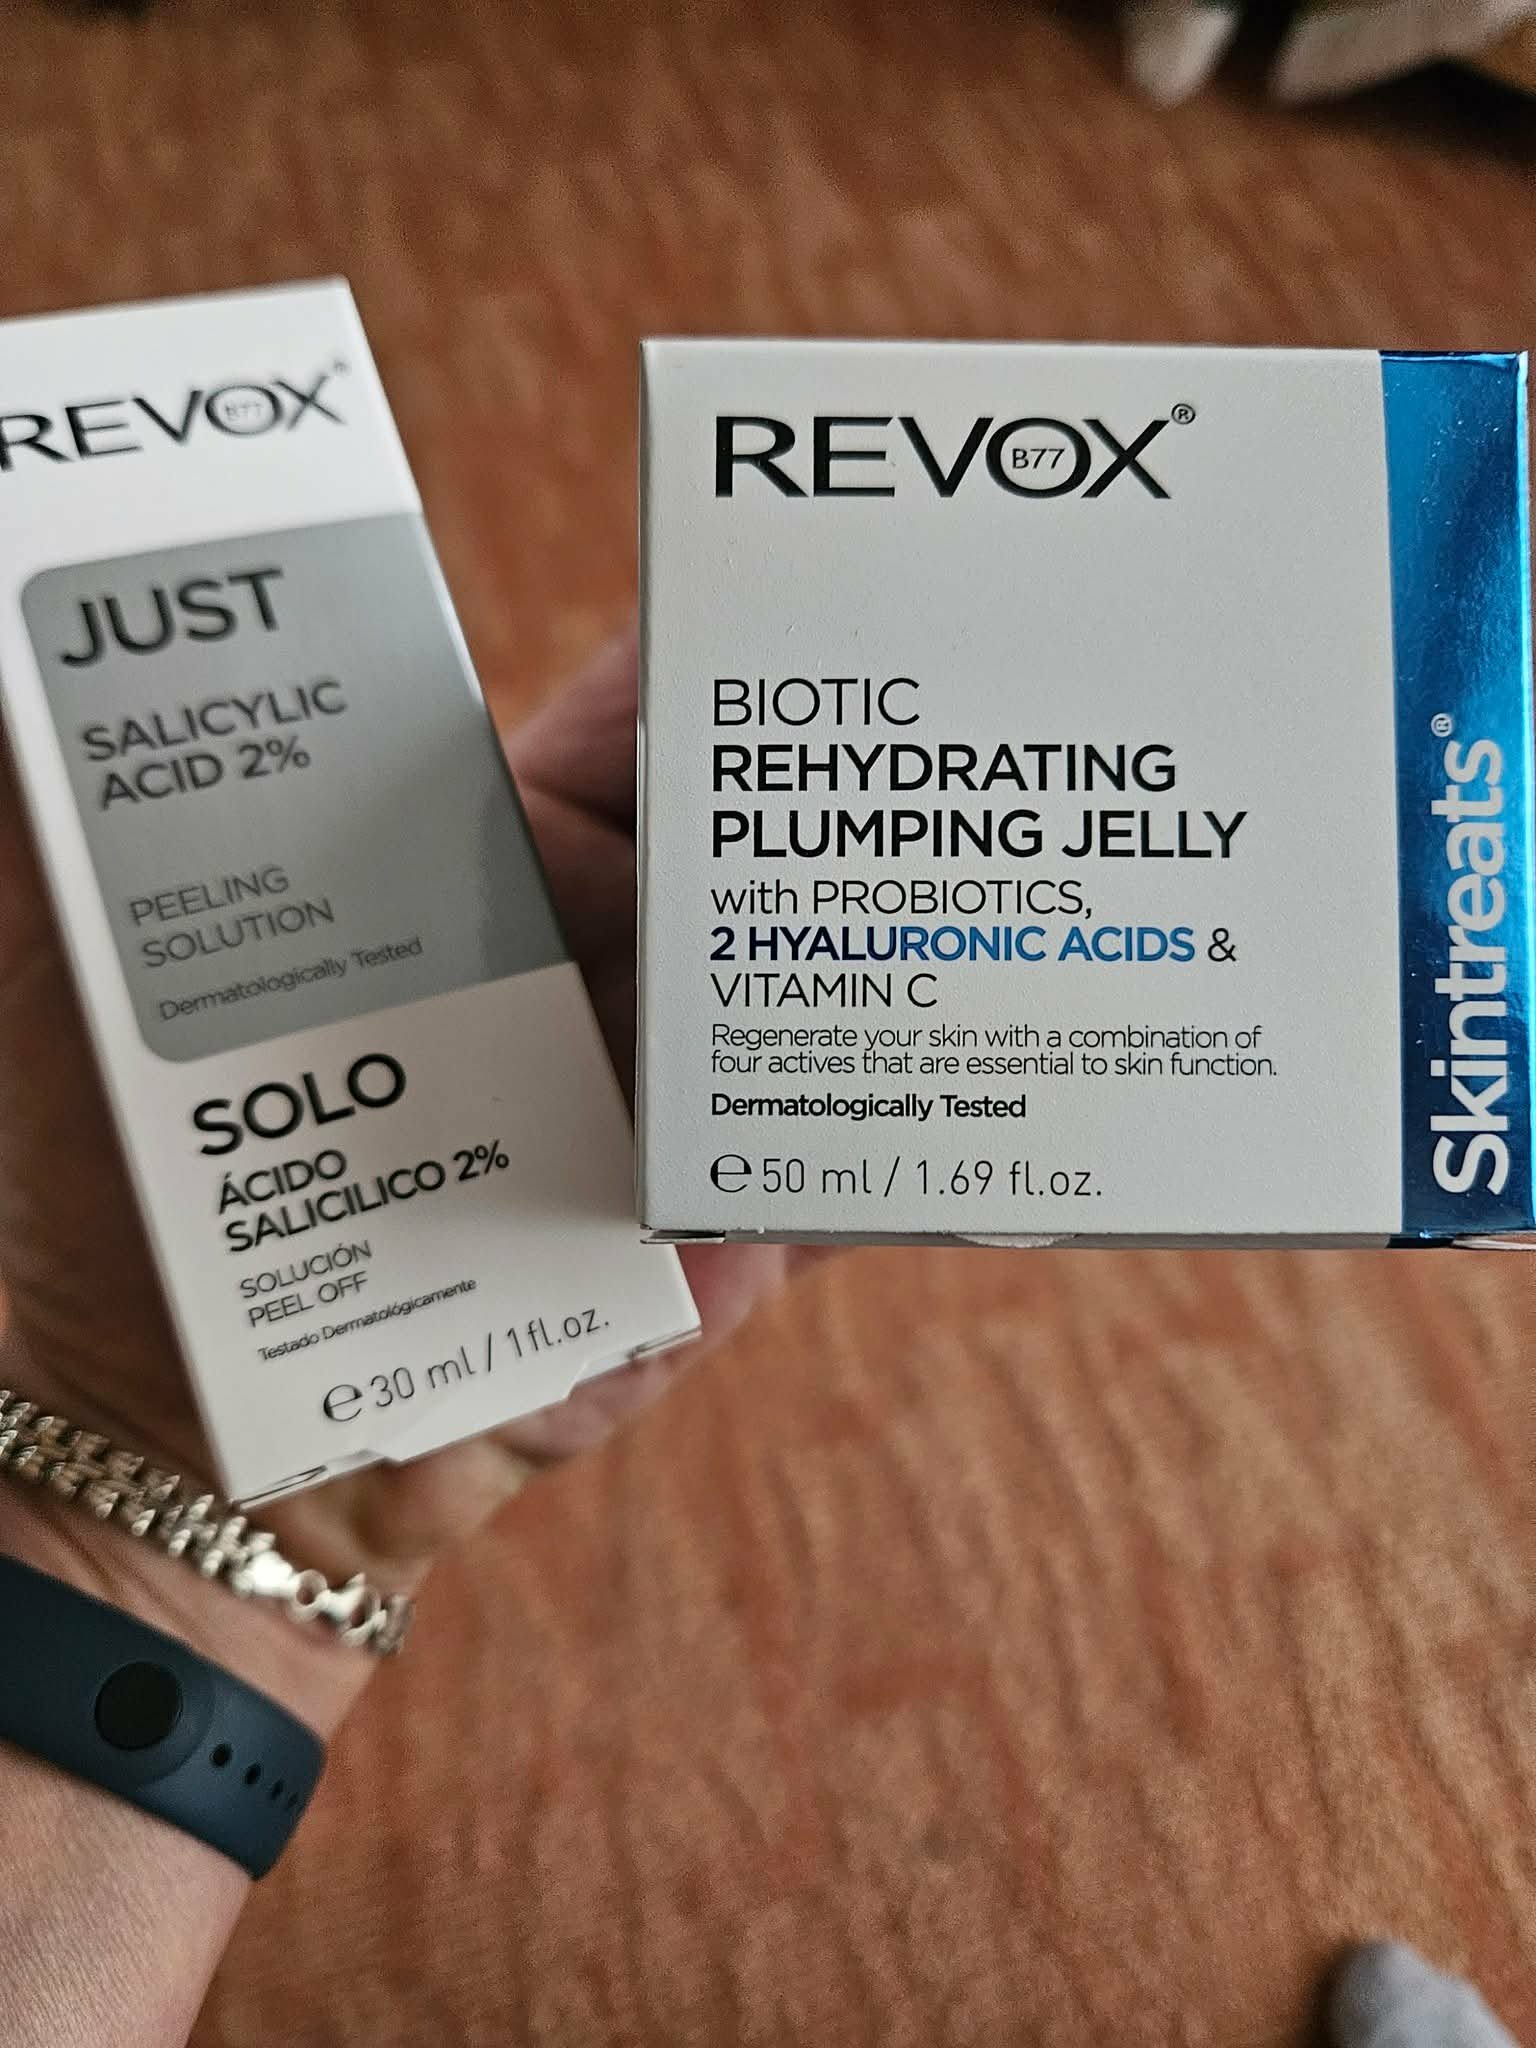 REVOX®
B77
JUST
SALICYLIC
ACID 2%
PEELING
SOLUTION
Dermatologically Tested
SOLO
ÁCIDO
SALICILICO 2%
SOLUCIÓN
PEEL OFF
Testado Dermatológicamente
℮30 ml / 1 fl.oz.
REVOX®
B77
BIOTIC
REHYDRATING
PLUMPING JELLY
with PROBIOTICS,
2 HYALURONIC ACIDS &
VITAMIN C
Regenerate your skin with a combination of
four actives that are essential to skin function.
Dermatologically Tested
℮50 ml / 1.69 fl.oz.
Skintreats®